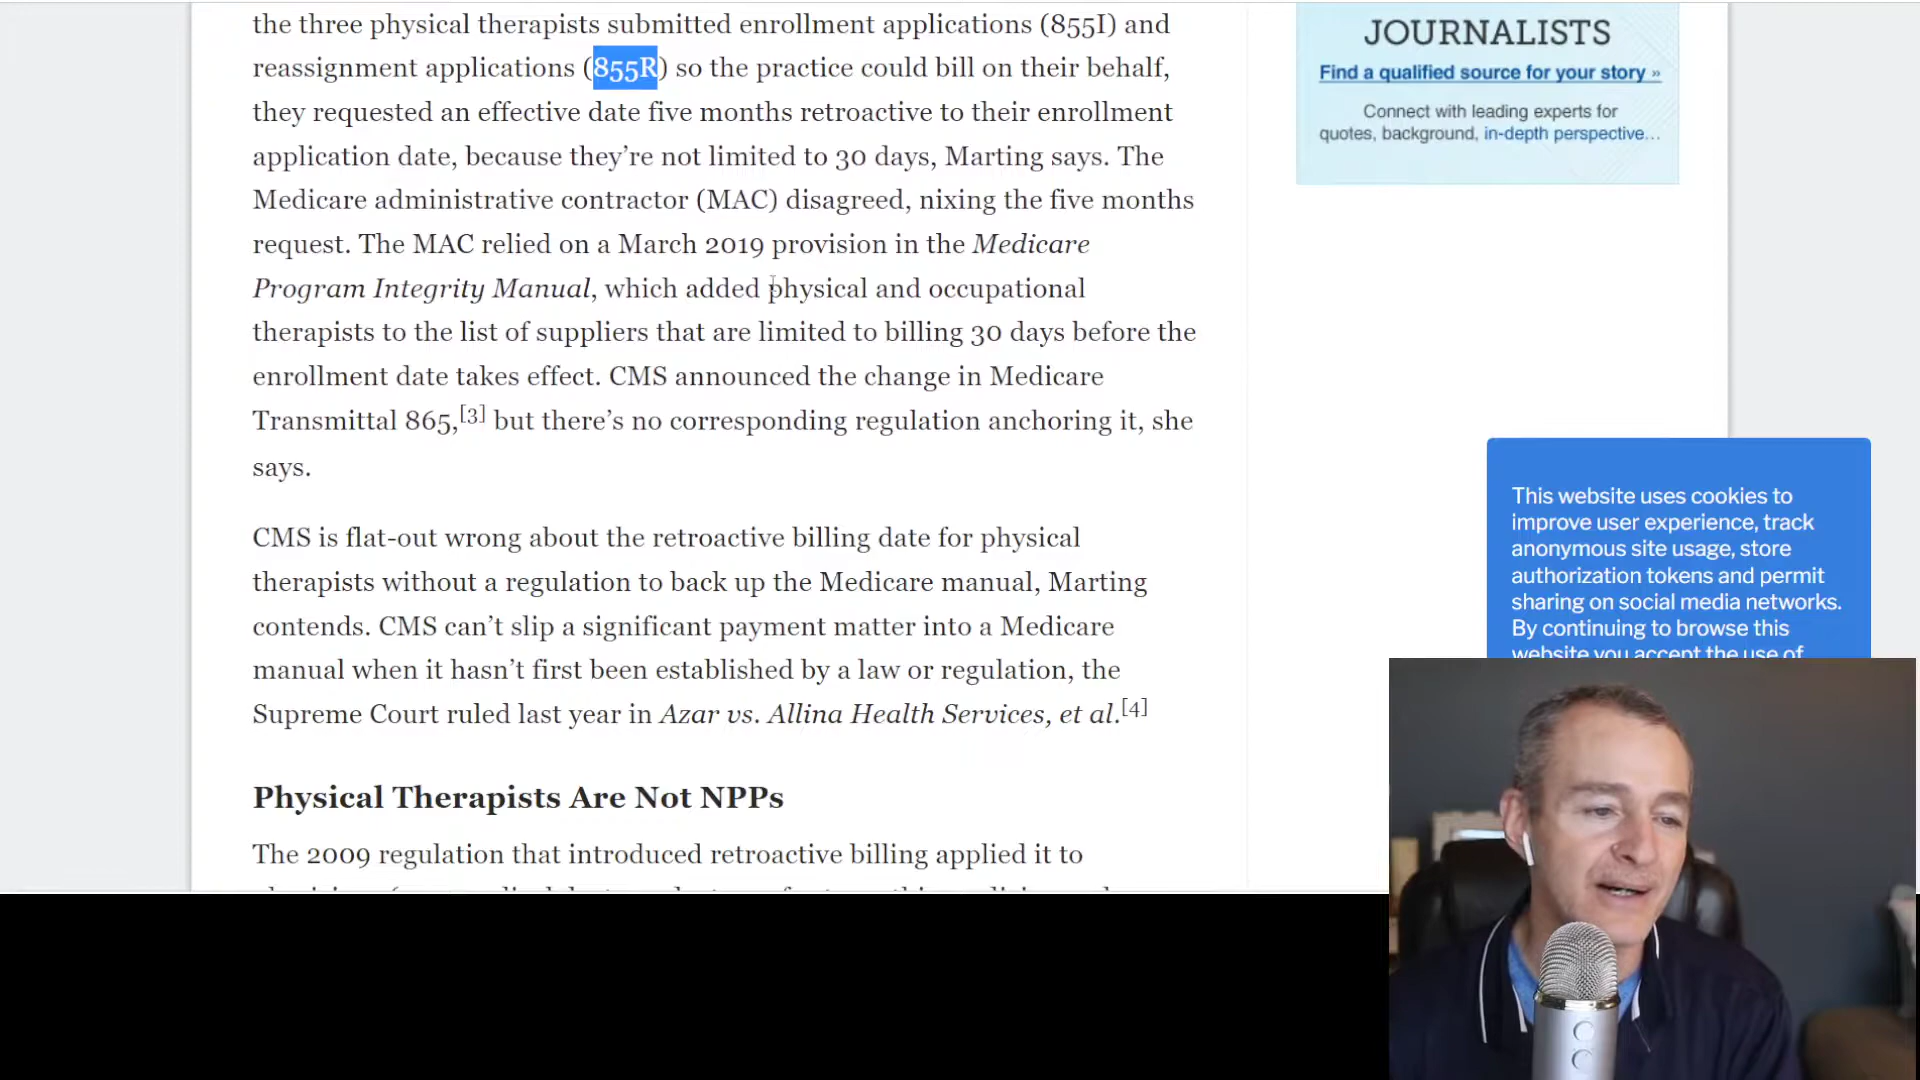 the three physical therapists submitted enrollment applications (855I) and
reassignment applications (855R) so the practice could bill on their behalf,
they requested an effective date five months retroactive to their enrollment
application date, because they’re not limited to 30 days, Marting says. The
Medicare administrative contractor (MAC) disagreed, nixing the five months
request. The MAC relied on a March 2019 provision in the Medicare
Program Integrity Manual, which added physical and occupational
therapists to the list of suppliers that are limited to billing 30 days before the
enrollment date takes effect. CMS announced the change in Medicare
Transmittal 865,[3] but there’s no corresponding regulation anchoring it, she
says.
CMS is flat-out wrong about the retroactive billing date for physical
therapists without a regulation to back up the Medicare manual, Marting
contends. CMS can’t slip a significant payment matter into a Medicare
manual when it hasn’t first been established by a law or regulation, the
Supreme Court ruled last year in Azar vs. Allina Health Services, et al.[4]
Physical Therapists Are Not NPPs
The 2009 regulation that introduced retroactive billing applied it to
JOURNALISTS
Find a qualified source for your story »
Connect with leading experts for
quotes, background, in-depth perspective…
This website uses cookies to
improve user experience, track
anonymous site usage, store
authorization tokens and permit
sharing on social media networks.
By continuing to browse this
website you accept the use of